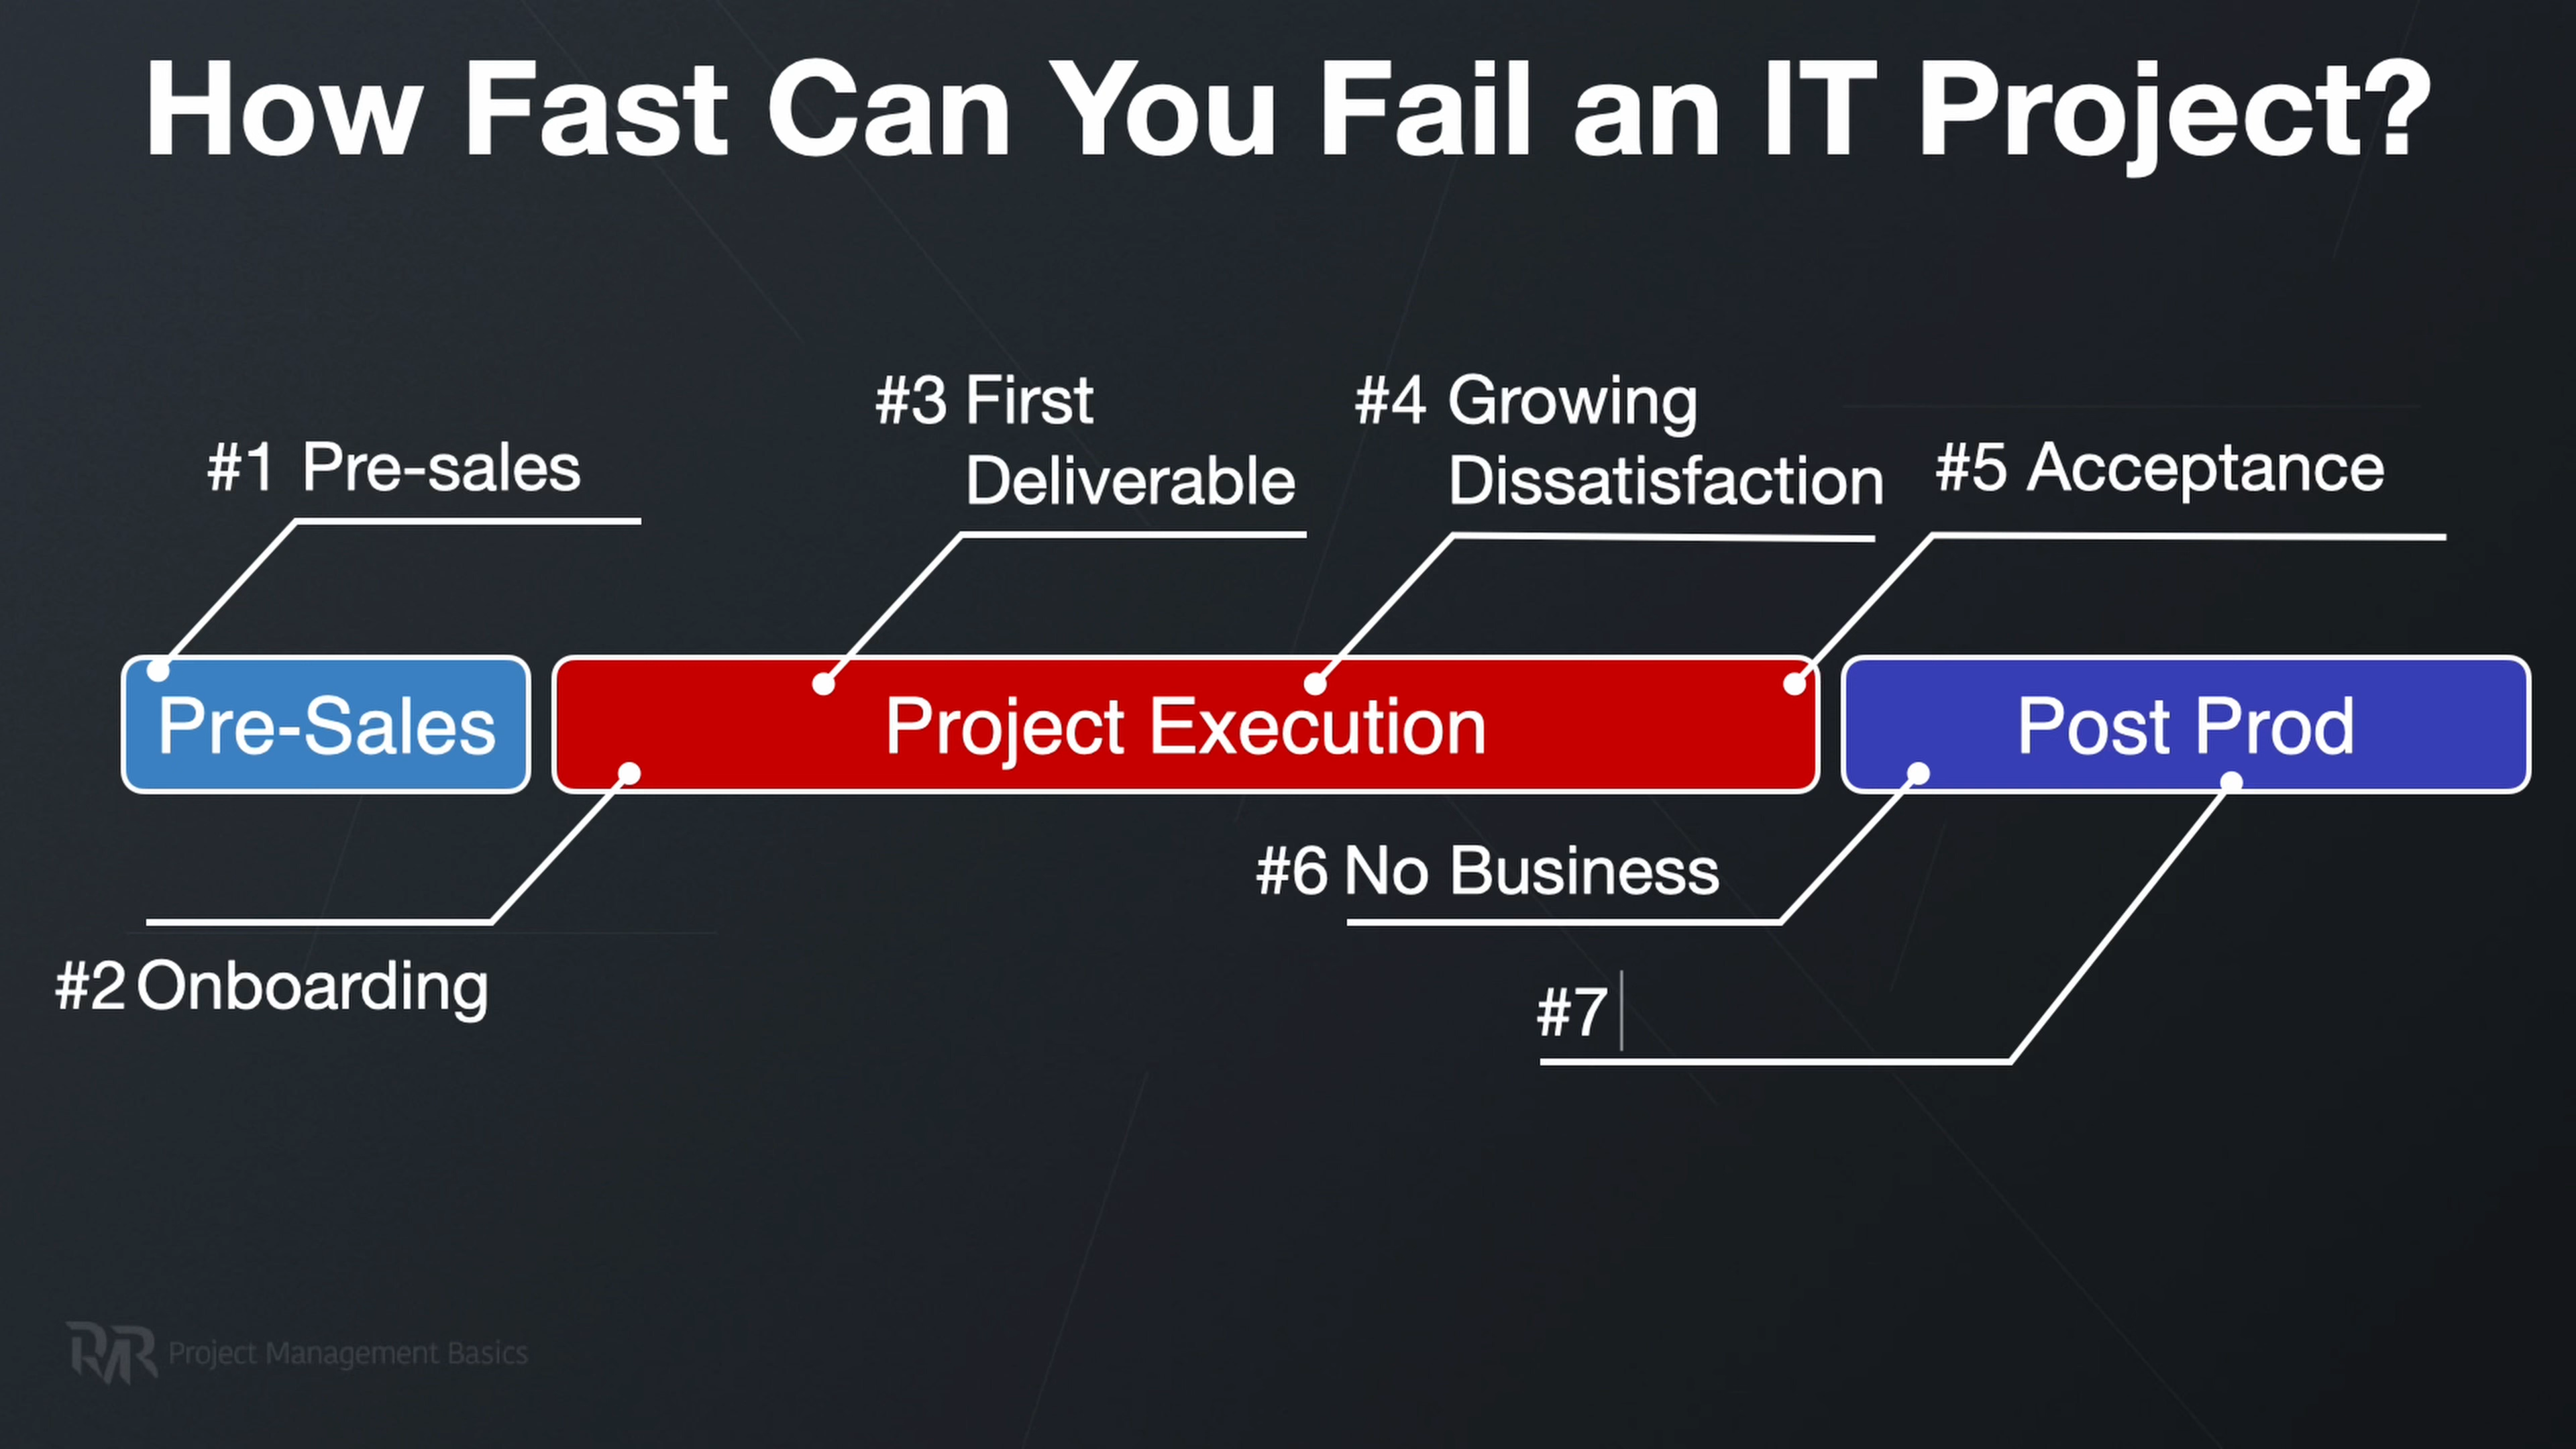 How Fast Can You Fail an IT Project?
#1 Pre-sales
#3 First
Deliverable
#4 Growing
Dissatisfaction
#5 Acceptance
Pre-Sales
Project Execution
Post Prod
#2 Onboarding
#6 No Business
#7
Project Management Basics